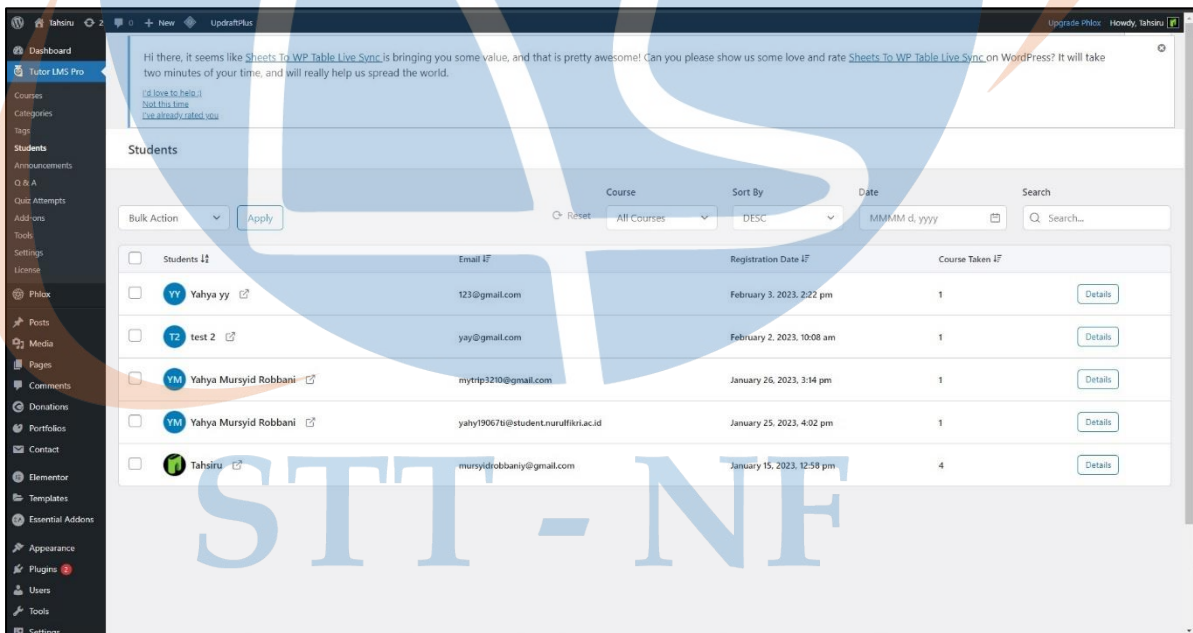 tahsiru 2 0 + New UpdraftPlus Upgrade Phlox Howdy, Tahsiru
Hi there, it seems like Sheets To WP Table Live Sync is bringing you some value, and that is pretty awesome! Can you please show us some love and rate Sheets To WP Table Live Sync on WordPress? It will take
two minutes of your time, and will really help us spread the world.
I'd love to help :)
Not this time
I've already rated you
Dashboard
Tutor LMS Pro
Courses
Categories
Tags
Students
Announcements
Q & A
Quiz Attempts
Add-ons
Tools
Settings
License
Phlox
Posts
Media
Pages
Comments
Donations
Portfolios
Contact
Elementor
Templates
Essential Addons
Appearance
Plugins 2
Users
Tools
Settings
Students
Course Sort By Date Search
Bulk Action Apply Reset All Courses DESC MMMM d, yyyy Search...
Students Email Registration Date Course Taken
YY Yahya yy 123@gmail.com February 3, 2023, 2:22 pm 1 Details
T2 test 2 yay@gmail.com February 2, 2023, 10:08 am 1 Details
YM Yahya Mursyid Robbani mytrip3210@gmail.com January 26, 2023, 3:14 pm 1 Details
YM Yahya Mursyid Robbani yahy19067ti@student.nurulfikri.ac.id January 25, 2023, 4:02 pm 1 Details
Tahsiru mursyidrobbaniy@gmail.com January 15, 2023, 12:58 pm 4 Details
STT - NF